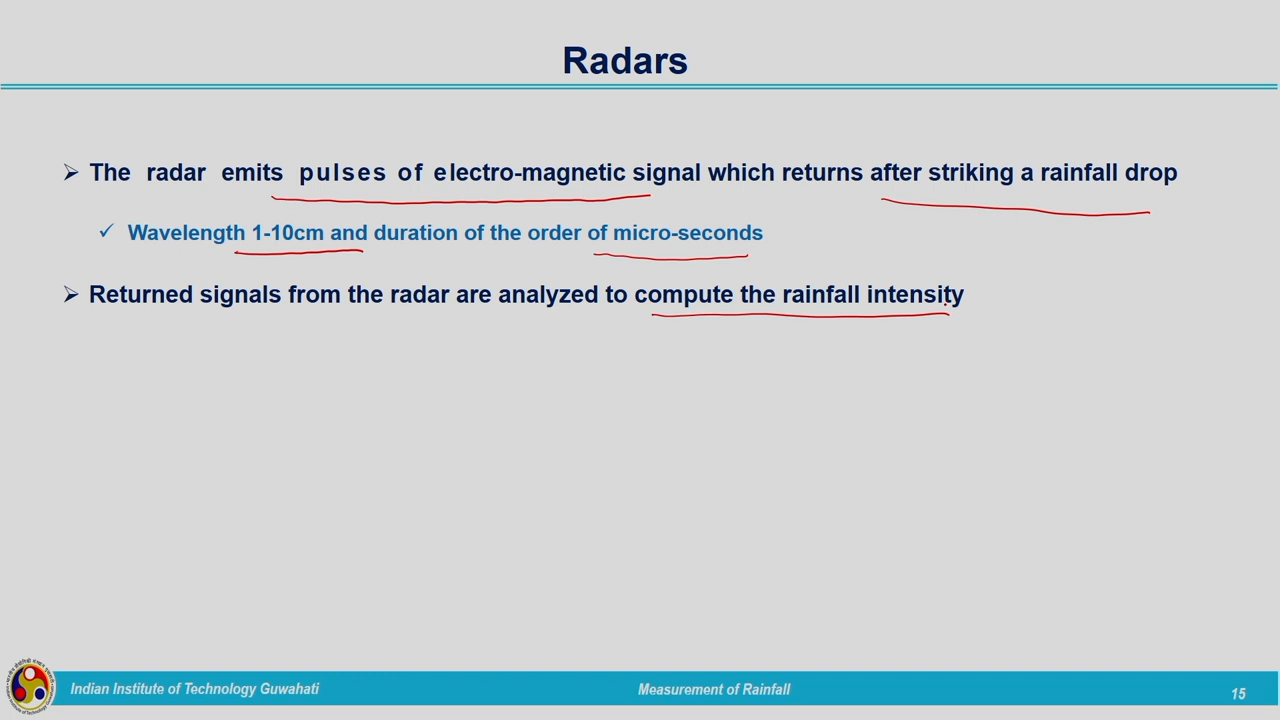 Radars
The radar emits pulses of electro-magnetic signal which returns after striking a rainfall drop
Wavelength 1-10cm and duration of the order of micro-seconds
Returned signals from the radar are analyzed to compute the rainfall intensity
Indian Institute of Technology Guwahati
Measurement of Rainfall
15